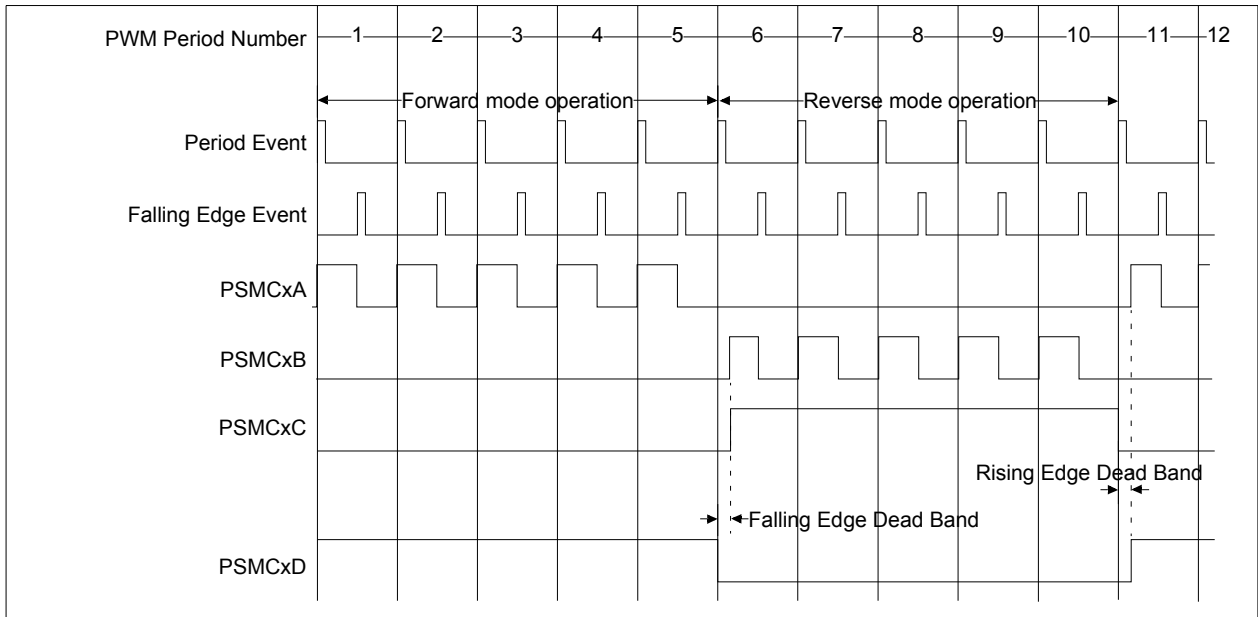 PWM Period Number 1 2 3 4 5 6 7 8 9 10 11 12
Forward mode operation Reverse mode operation
Period Event
Falling Edge Event
PSMCxA
PSMCxB
PSMCxC
Rising Edge Dead Band
Falling Edge Dead Band
PSMCxD